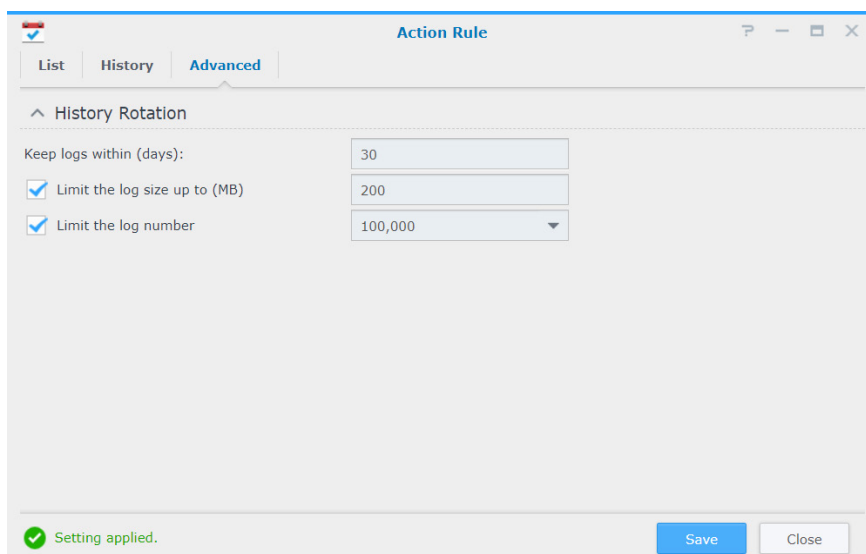 Action Rule
List History Advanced
History Rotation
Keep logs within (days): 30
Limit the log size up to (MB) 200
Limit the log number 100,000
Setting applied. Save Close